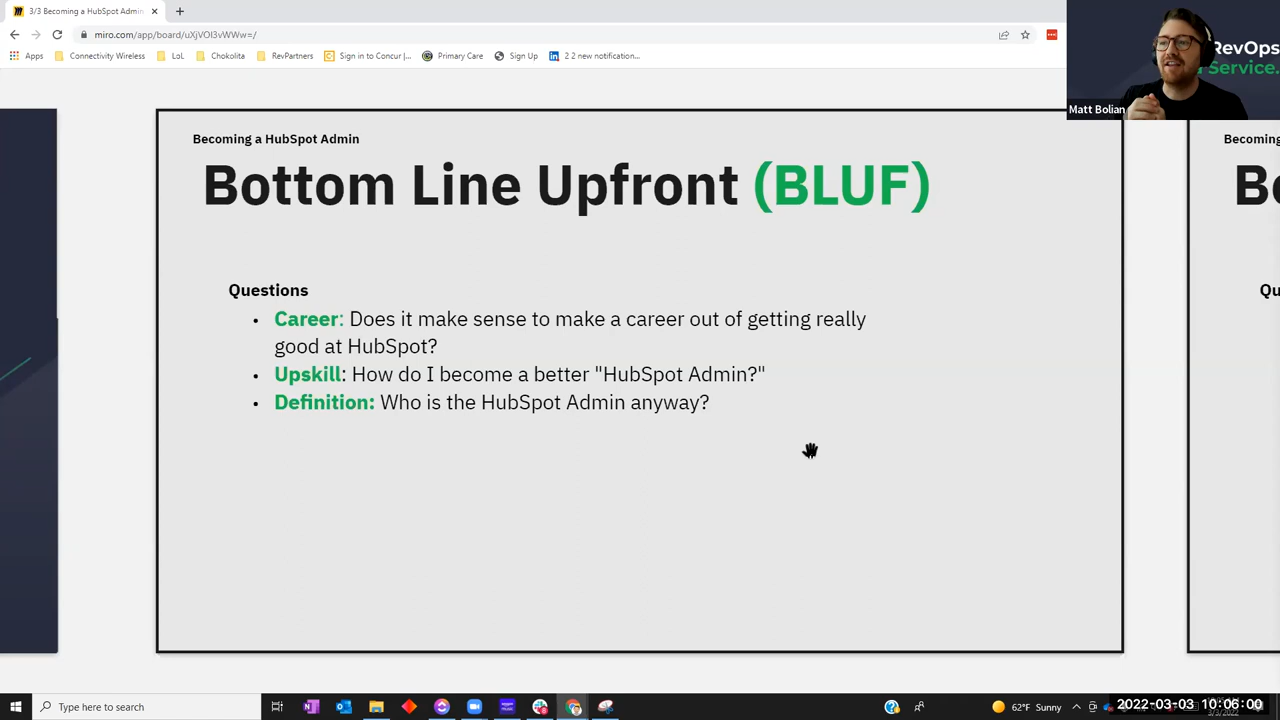 3/3 Becoming a HubSpot Admin
miro.com/app/board/uXjVOI3vWWw=/
Apps
Connectivity Wireless
LoL
Chokolita
RevPartners
Sign in to Concur |...
Primary Care
Sign Up
2 2 new notification...
RevOps
Service.
Matt Bolian
Becoming a HubSpot Admin
Bottom Line Upfront (BLUF)
Questions
• Career: Does it make sense to make a career out of getting really
good at HubSpot?
• Upskill: How do I become a better "HubSpot Admin?"
• Definition: Who is the HubSpot Admin anyway?
Becoming
B
Qu
Type here to search
62°F Sunny
2022-03-03 10:06:00